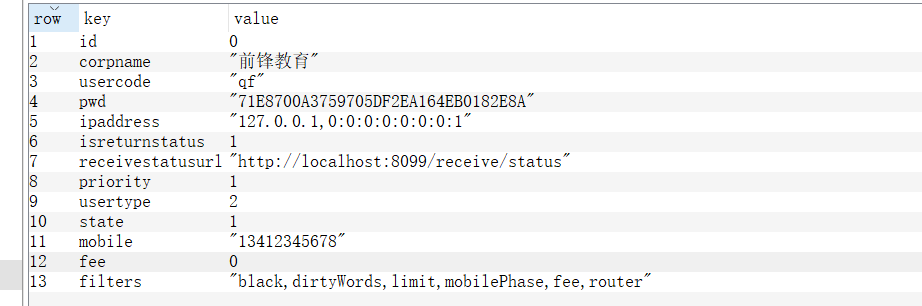 row key value
1 id 0
2 corpname "前锋教育"
3 usercode "qf"
4 pwd "71E8700A3759705DF2EA164EB0182E8A"
5 ipaddress "127.0.0.1,0:0:0:0:0:0:0:1"
6 isreturnstatus 1
7 receivestatusurl "http://localhost:8099/receive/status"
8 priority 1
9 usertype 2
10 state 1
11 mobile "13412345678"
12 fee 0
13 filters "black,dirtyWords,limit,mobilePhase,fee,router"